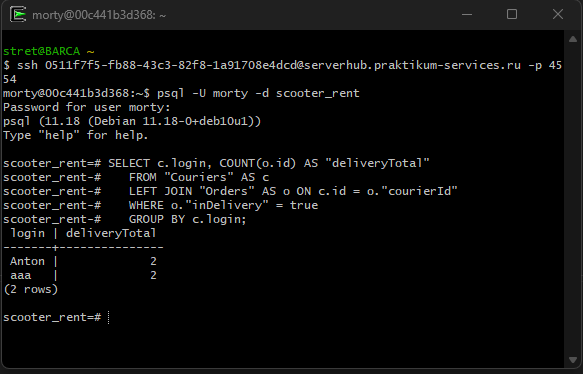 morty@00c441b3d368: ~
stret@BARCA ~
$ ssh 0511f7f5-fb88-43c3-82f8-1a91708e4dcd@serverhub.praktikum-services.ru -p 45
54
morty@00c441b3d368:~$ psql -U morty -d scooter_rent
Password for user morty:
psql (11.18 (Debian 11.18-0+deb10u1))
Type "help" for help.
scooter_rent=# SELECT c.login, COUNT(o.id) AS "deliveryTotal"
scooter_rent-#    FROM "Couriers" AS c
scooter_rent-#    LEFT JOIN "Orders" AS o ON c.id = o."courierId"
scooter_rent-#    WHERE o."inDelivery" = true
scooter_rent-#    GROUP BY c.login;
 login | deliveryTotal
-------+---------------
 Anton |             2
 aaa   |             2
(2 rows)
scooter_rent=#